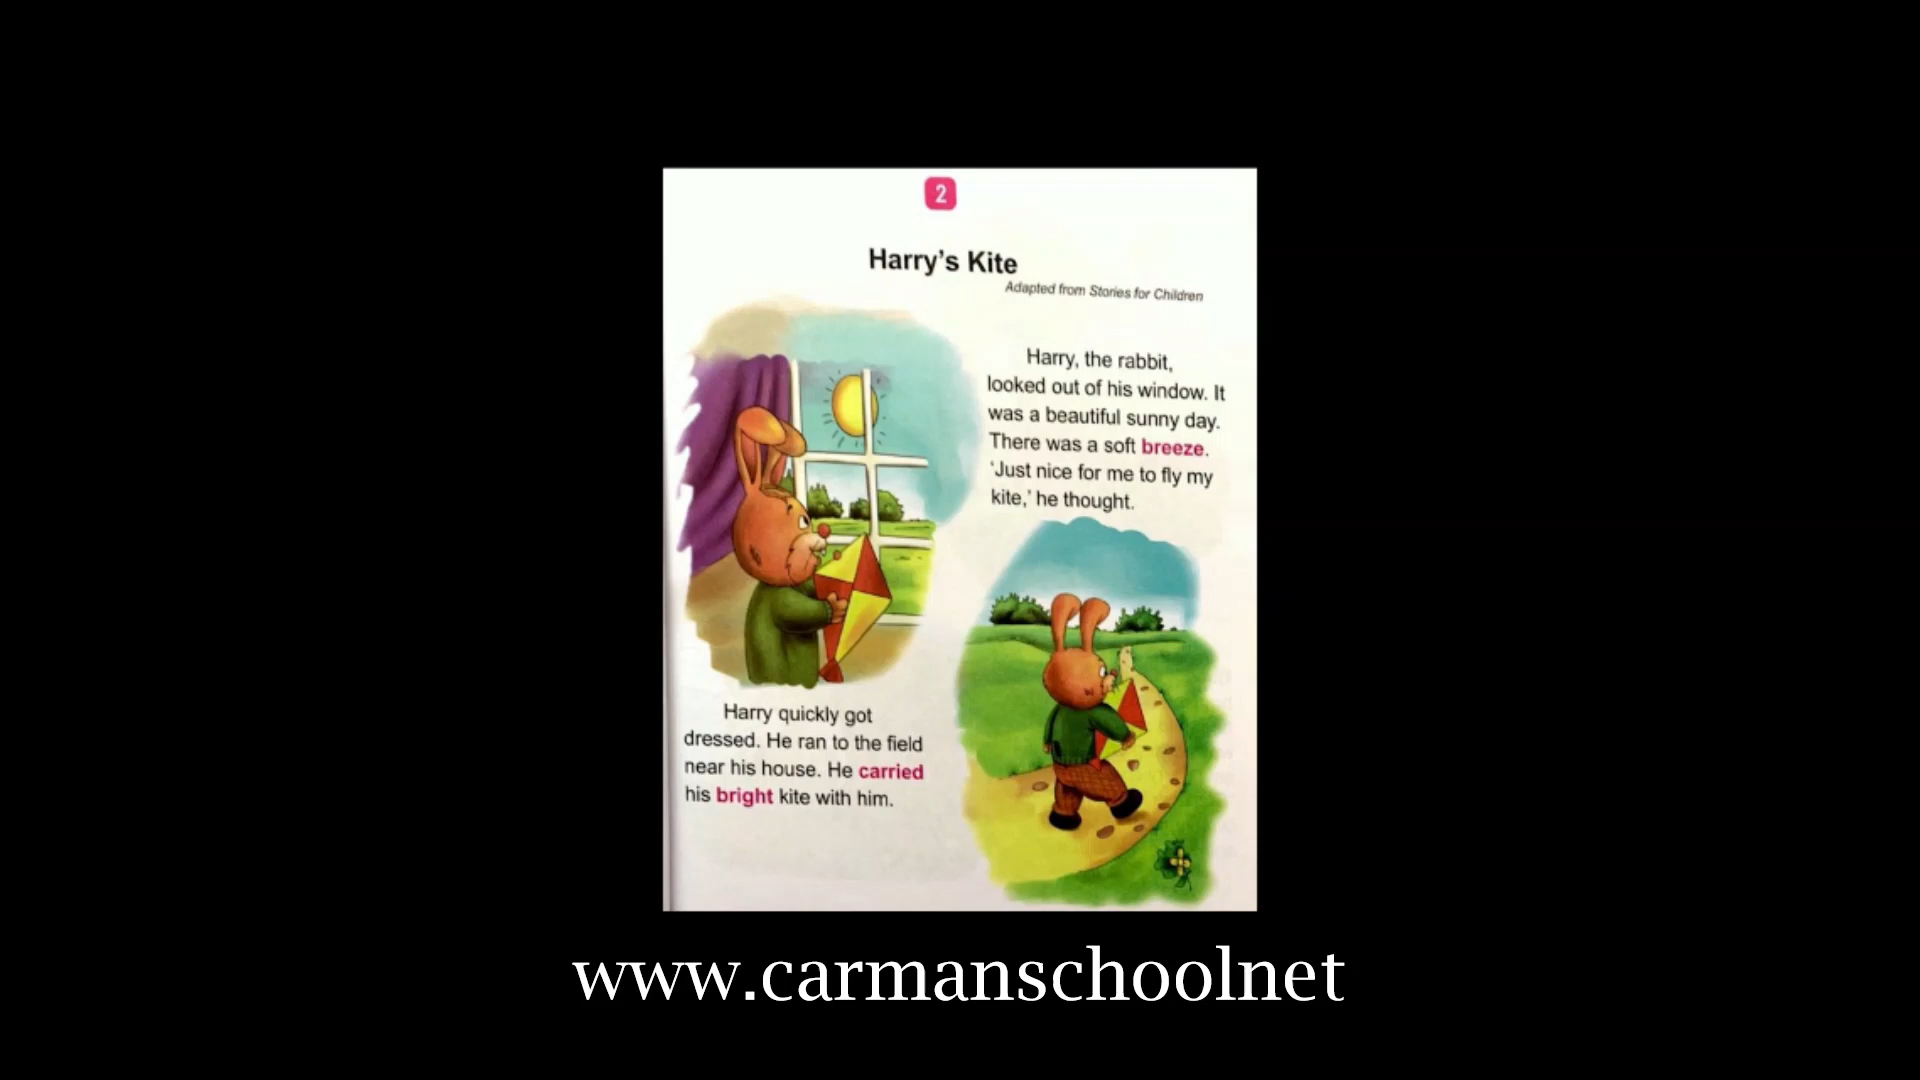 2
Harry's Kite
Adapted from Stories for Children
Harry, the rabbit,
looked out of his window. It
was a beautiful sunny day.
There was a soft breeze.
‘Just nice for me to fly my
kite,’ he thought.
Harry quickly got
dressed. He ran to the field
near his house. He carried
his bright kite with him.
www.carmanschoolnet